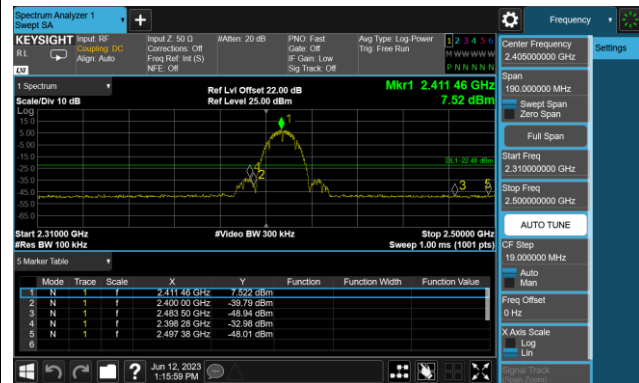 Spectrum Analyzer 1
Swept SA
Frequency
KEYSIGHT
RL
LXI
Input: RF
Coupling: DC
Align: Auto
Input Z: 50 Ω
Corrections: Off
Freq Ref: Int (S)
NFE: Off
#Atten: 20 dB
PNO: Fast
Gate: Off
IF Gain: Low
Sig Track: Off
Avg Type: Log-Power
Trig: Free Run
1 2 3 4 5 6
M W W W W W
P N N N N N
1 Spectrum
Scale/Div 10 dB
Ref Lvl Offset 22.00 dB
Ref Level 25.00 dBm
Mkr1 2.411 46 GHz
7.52 dBm
Log
15.0
5.00
-5.00
-15.0
-25.0
-35.0
-45.0
-55.0
-65.0
1
DL1 -22.48 dBm
4
2
3
5
Start 2.31000 GHz
#Res BW 100 kHz
#Video BW 300 kHz
Stop 2.50000 GHz
Sweep 1.00 ms (1001 pts)
5 Marker Table
Mode Trace Scale X Y Function Function Width Function Value
1 N 1 f 2.411 46 GHz 7.522 dBm
2 N 1 f 2.400 00 GHz -39.79 dBm
3 N 1 f 2.483 50 GHz -48.94 dBm
4 N 1 f 2.398 28 GHz -32.98 dBm
5 N 1 f 2.497 38 GHz -48.01 dBm
6
Jun 12, 2023
1:15:59 PM
Center Frequency
2.405000000 GHz
Settings
Span
190.000000 MHz
Swept Span
Zero Span
Full Span
Start Freq
2.310000000 GHz
Stop Freq
2.500000000 GHz
AUTO TUNE
CF Step
19.000000 MHz
Auto
Man
Freq Offset
0 Hz
X Axis Scale
Log
Lin
Signal Track
(Span Zoom)